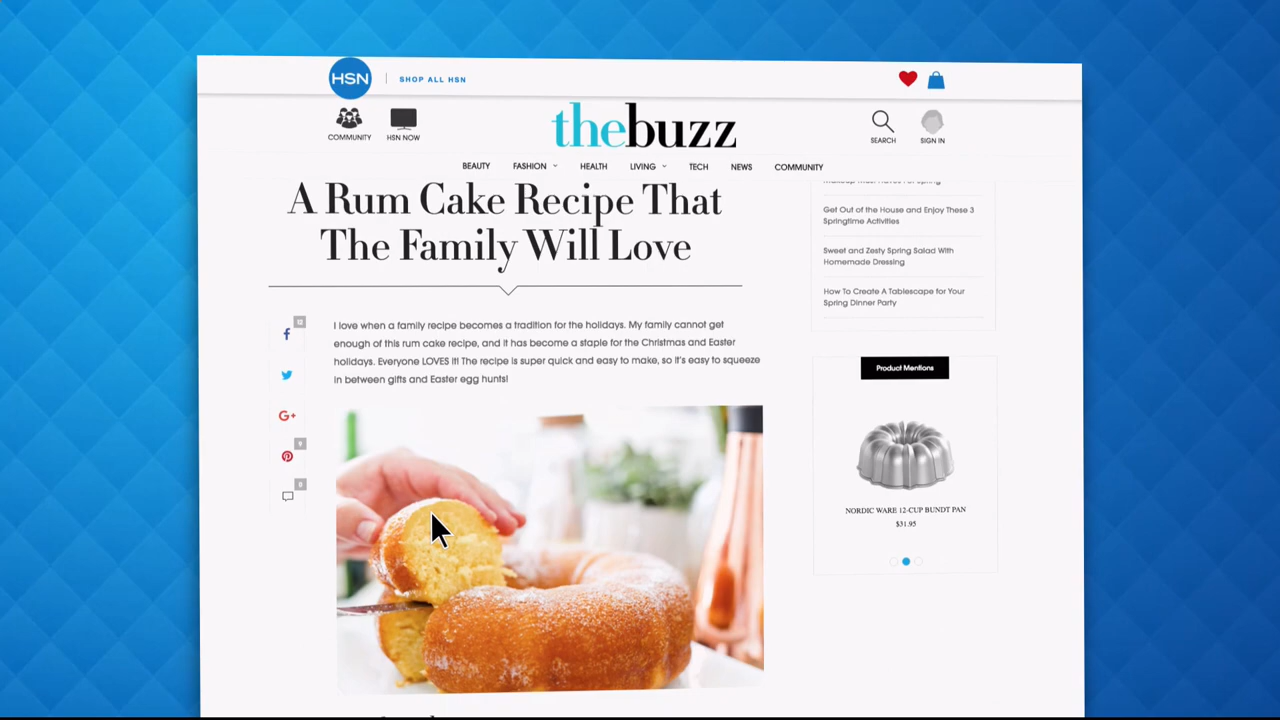 HSN
SHOP ALL HSN
COMMUNITY
HSN NOW
thebuzz
SEARCH
SIGN IN
BEAUTY FASHION HEALTH LIVING TECH NEWS COMMUNITY
A Rum Cake Recipe That
The Family Will Love
I love when a family recipe becomes a tradition for the holidays. My family cannot get
enough of this rum cake recipe, and it has become a staple for the Christmas and Easter
holidays. Everyone LOVES it! The recipe is super quick and easy to make, so it's easy to squeeze
in between gifts and Easter egg hunts!
12
f
G+
9
0
Get Out of the House and Enjoy These 3
Springtime Activities
Sweet and Zesty Spring Salad With
Homemade Dressing
How To Create A Tablescape for Your
Spring Dinner Party
Product Mentions
NORDIC WARE 12-CUP BUNDT PAN
$31.95